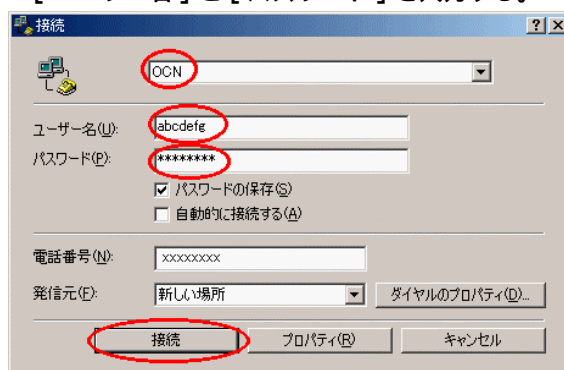 接続
OCN
ユーザー名(U):
abcdefg
パスワード(P):
********
パスワードの保存(S)
自動的に接続する(A)
電話番号(N):
xxxxxxxx
発信元(F):
新しい場所
ダイヤルのプロパティ(D)...
接続
プロパティ(R)
キャンセル